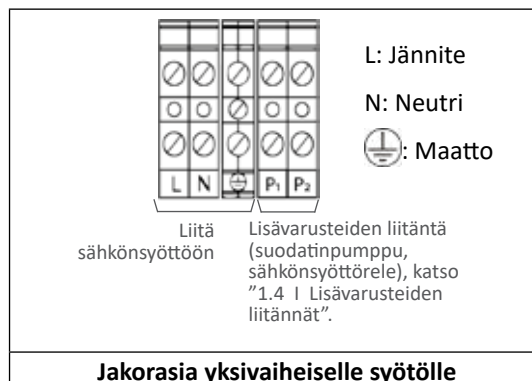 L: Jännite
N: Neutri
: Maatto
L N P₁ P₂
Liitä
sähkönsyöttöön
Lisävarusteiden liitäntä
(suodatinpumppu,
sähkönsyöttörele), katso
"1.4 I Lisävarusteiden
liitännät".
Jakorasia yksivaiheiselle syötölle